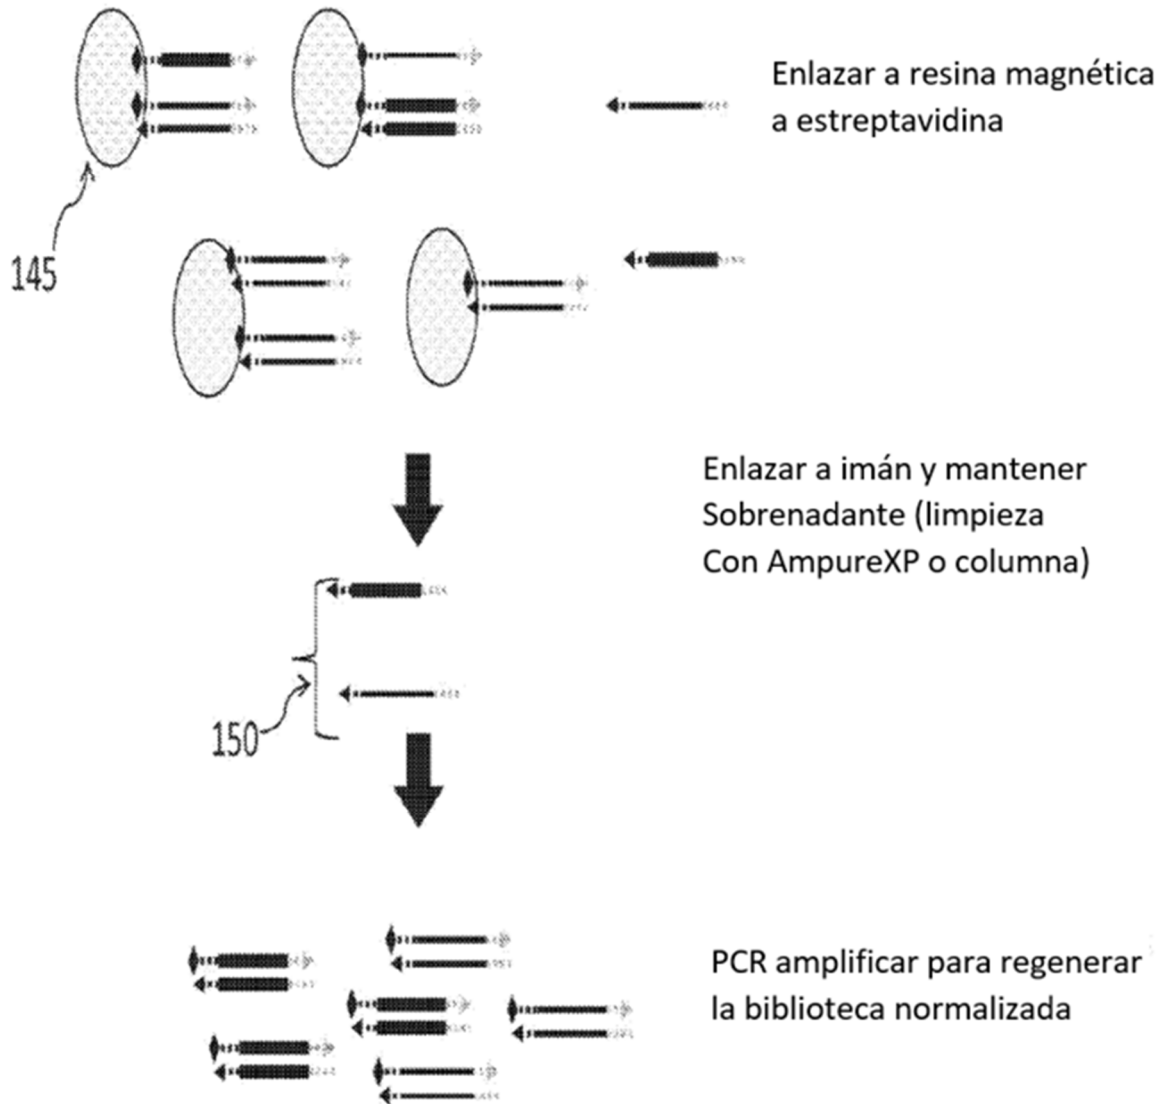 Enlazar a resina magnética
a estreptavidina
145
Enlazar a imán y mantener
Sobrenadante (limpieza
Con AmpureXP o columna)
150
PCR amplificar para regenerar
la biblioteca normalizada